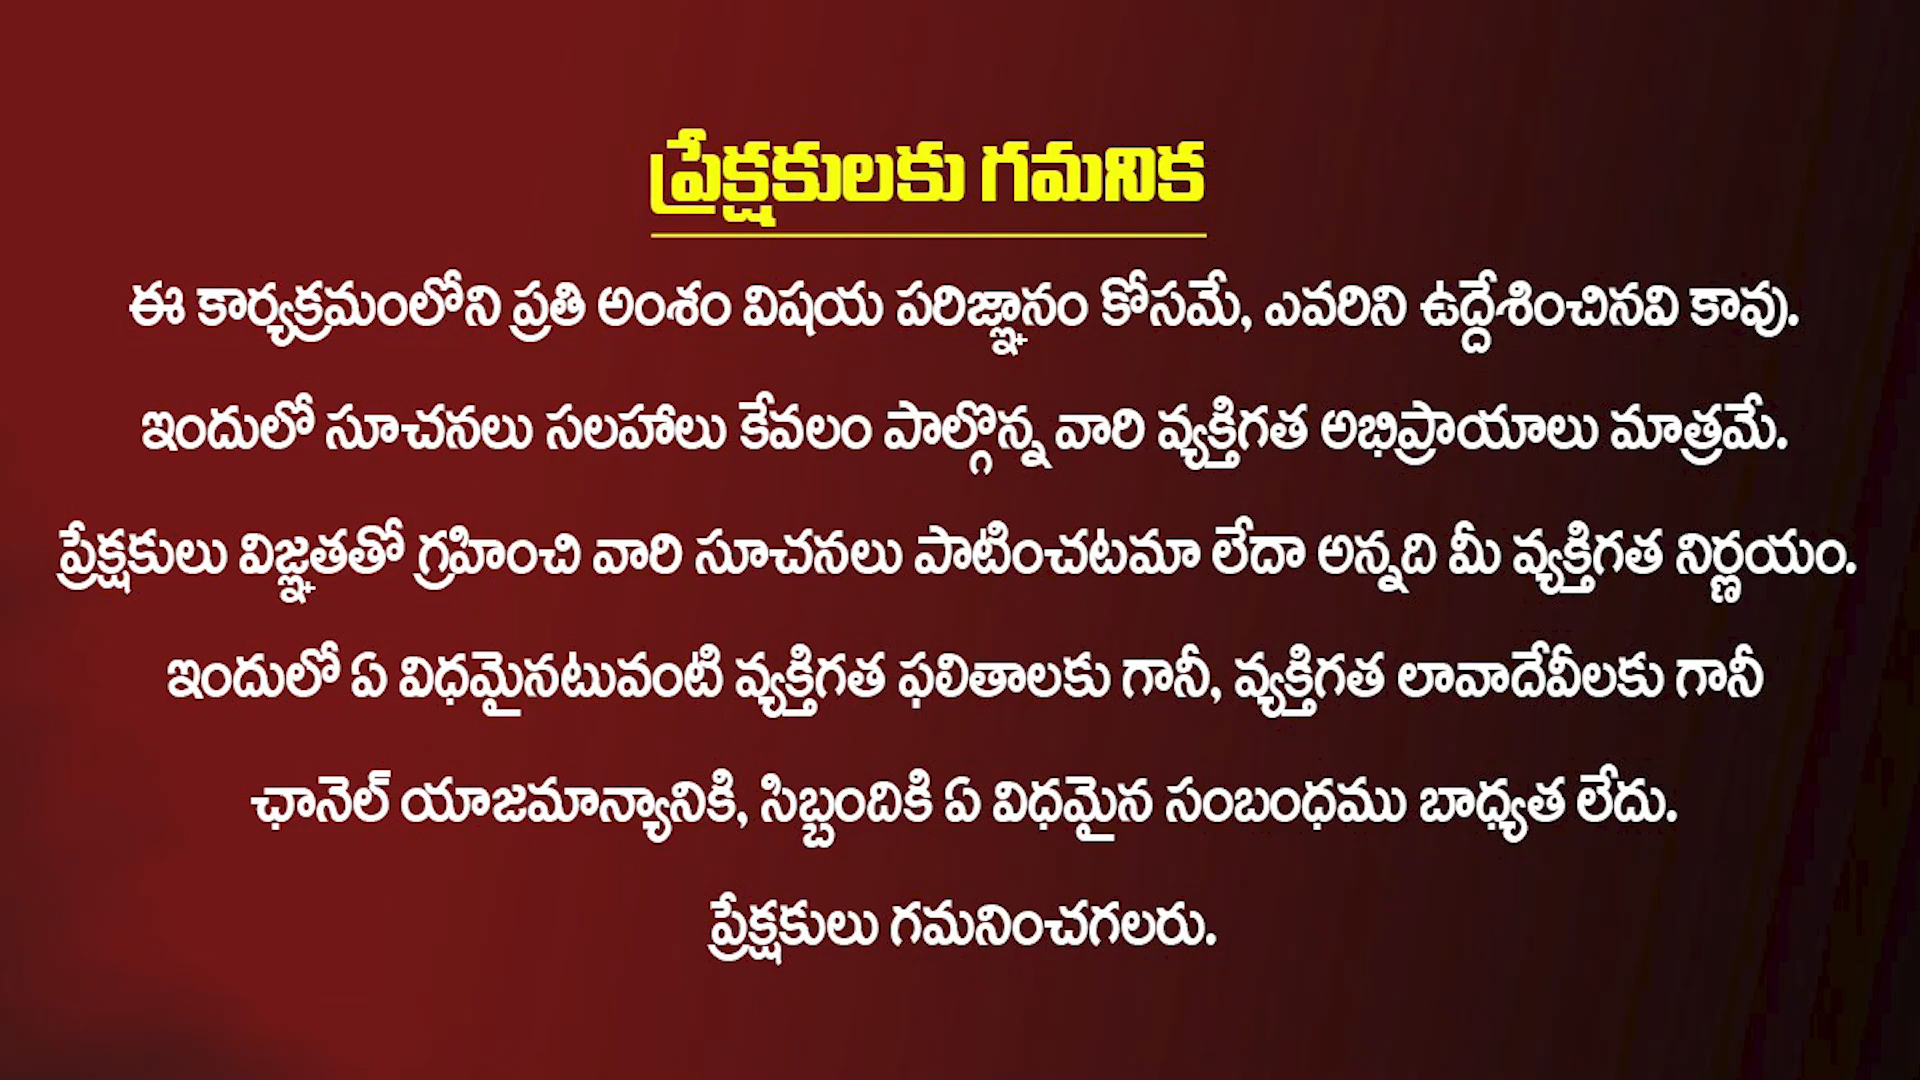 ప్రేక్షకులకు గమనిక
ఈ కార్యక్రమంలోని ప్రతి అంశం విషయ పరిజ్ఞానం కోసమే, ఎవరిని ఉద్దేశించినవి కావు.
ఇందులో సూచనలు సలహాలు కేవలం పాల్గొన్న వారి వ్యక్తిగత అభిప్రాయాలు మాత్రమే.
ప్రేక్షకులు విజ్ఞతతో గ్రహించి వారి సూచనలు పాటించటమా లేదా అన్నది మీ వ్యక్తిగత నిర్ణయం.
ఇందులో ఏ విధమైనటువంటి వ్యక్తిగత ఫలితాలకు గానీ, వ్యక్తిగత లావాదేవీలకు గానీ
ఛానెల్ యాజమాన్యానికి, సిబ్బందికి ఏ విధమైన సంబంధము బాధ్యత లేదు.
ప్రేక్షకులు గమనించగలరు.